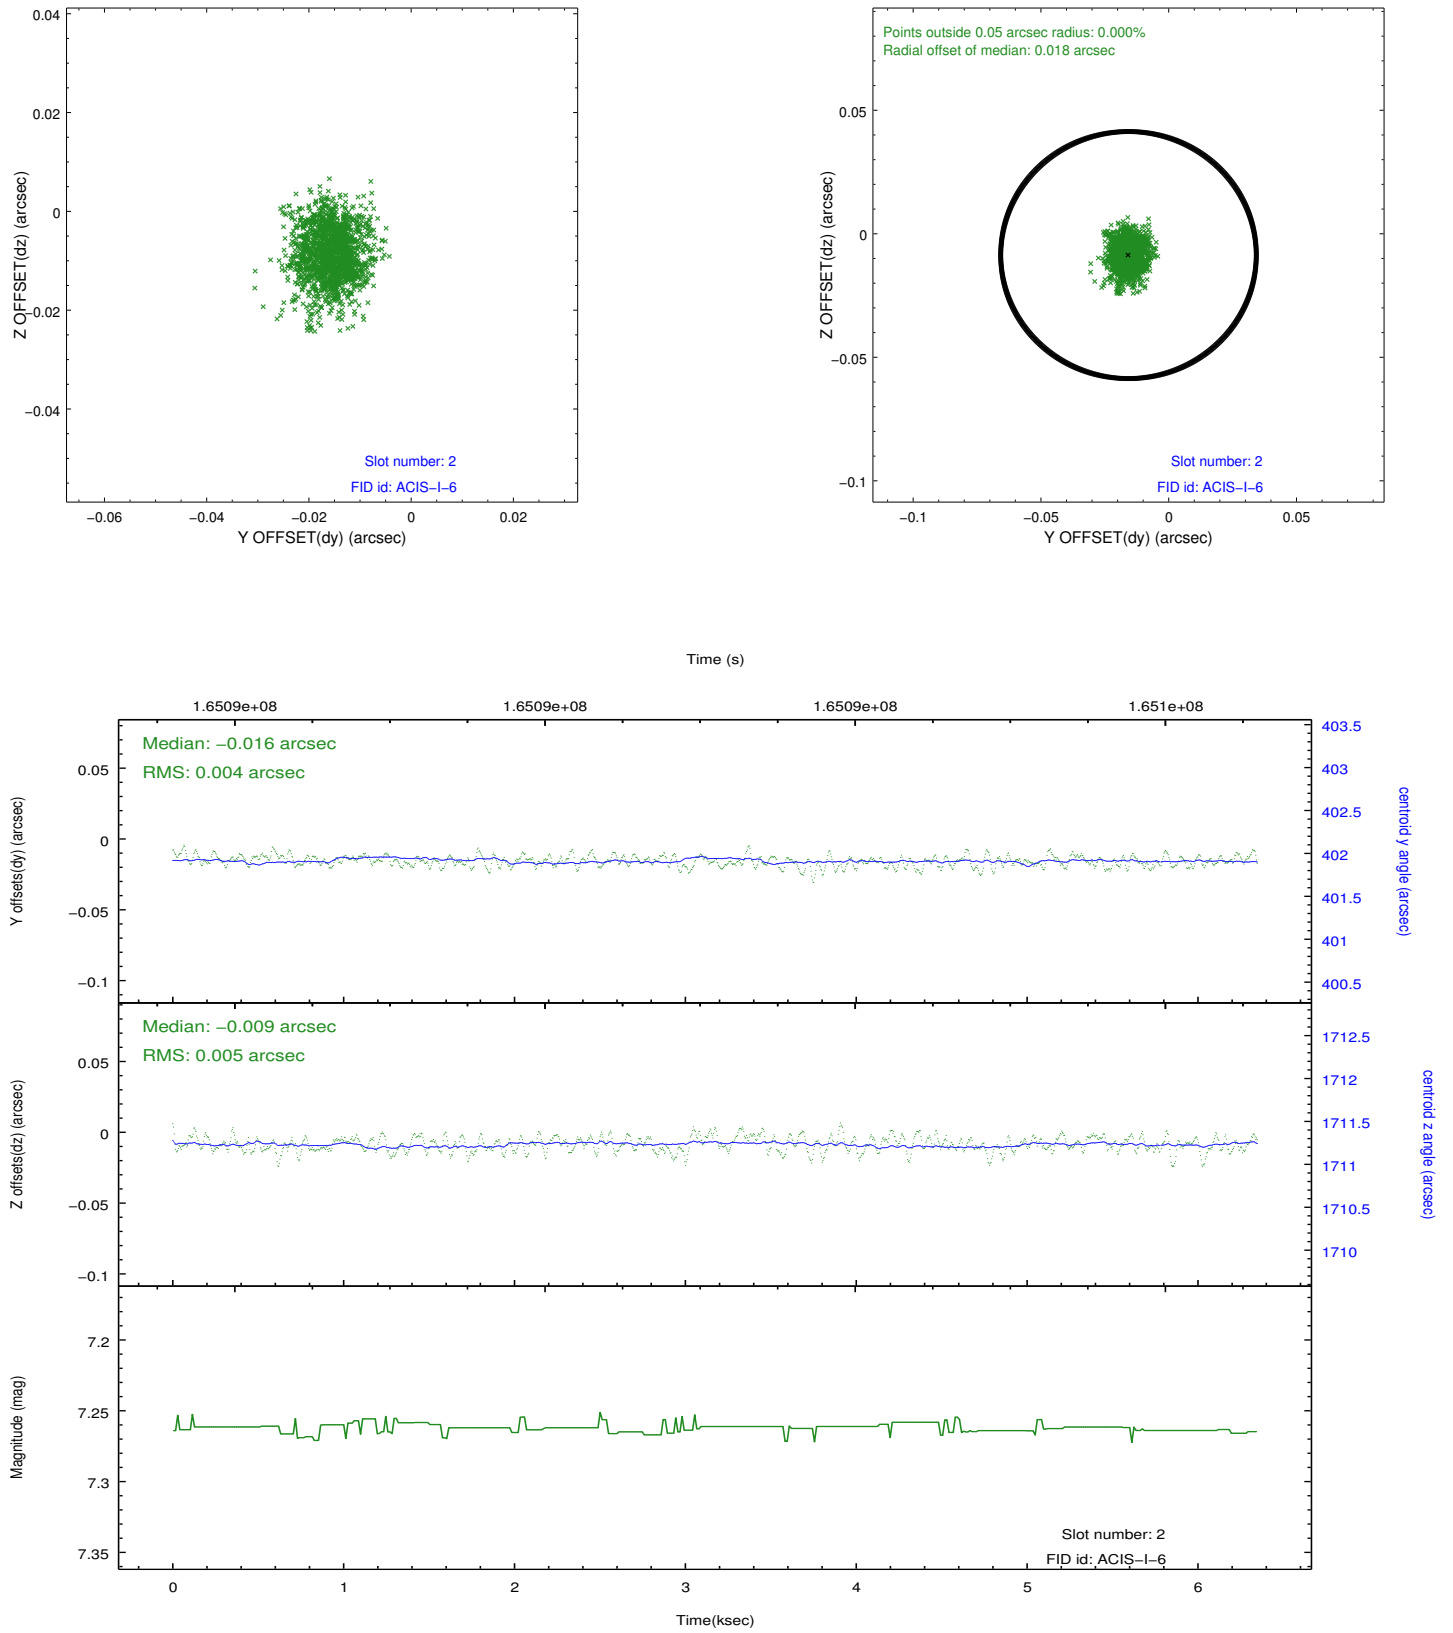 0.04
0.02
0
−0.02
−0.04
Z OFFSET(dz) (arcsec)
Slot number: 2
FID id: ACIS−I−6
−0.06
−0.04
−0.02
0
0.02
Y OFFSET(dy) (arcsec)
Points outside 0.05 arcsec radius: 0.000%
Radial offset of median: 0.018 arcsec
0.05
0
−0.05
−0.1
Z OFFSET(dz) (arcsec)
Slot number: 2
FID id: ACIS−I−6
−0.1
−0.05
0
0.05
Y OFFSET(dy) (arcsec)
Time (s)
1.6509e+08
1.6509e+08
1.6509e+08
1.651e+08
Median: −0.016 arcsec
RMS: 0.004 arcsec
0.05
0
−0.05
−0.1
Y offsets(dy) (arcsec)
403.5
403
402.5
402
401.5
401
400.5
centroid y angle (arcsec)
Median: −0.009 arcsec
RMS: 0.005 arcsec
0.05
0
−0.05
−0.1
Z offsets(dz) (arcsec)
1712.5
1712
1711.5
1711
1710.5
1710
centroid z angle (arcsec)
7.2
7.25
7.3
7.35
Magnitude (mag)
Slot number: 2
FID id: ACIS−I−6
0
1
2
3
4
5
6
Time(ksec)